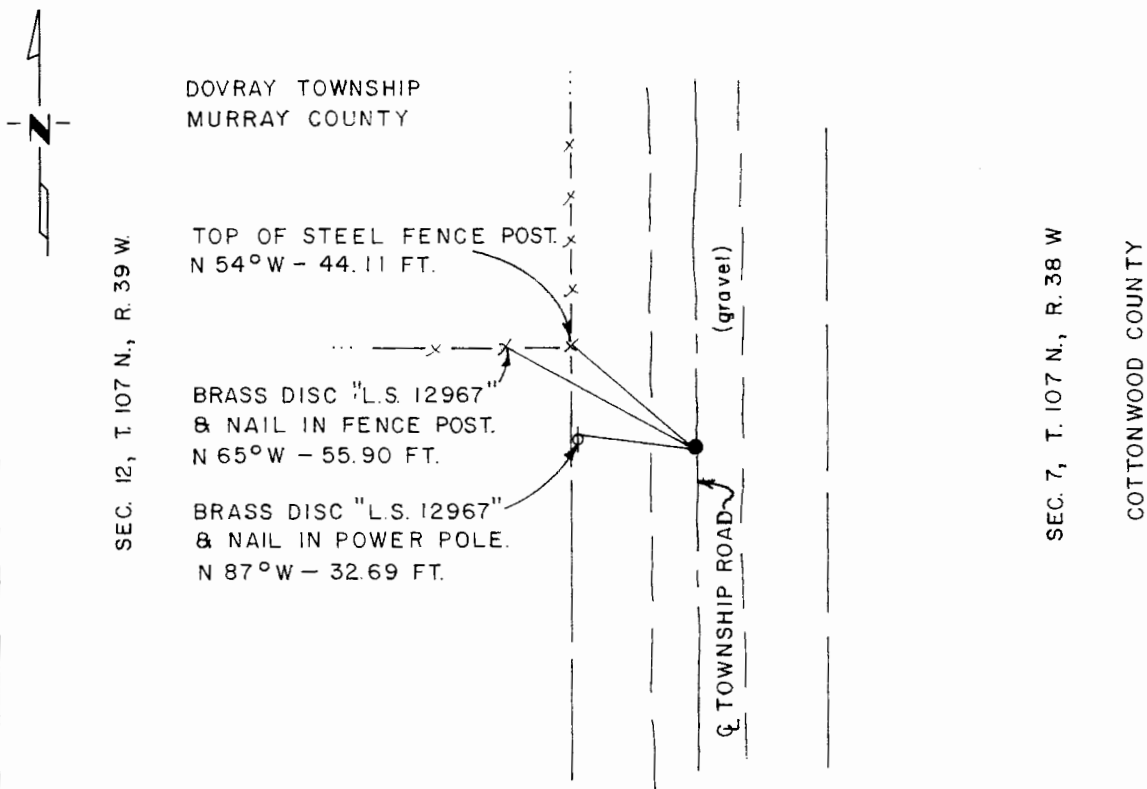 N
DOVRAY TOWNSHIP
MURRAY COUNTY
TOP OF STEEL FENCE POST.
N 54° W - 44.11 FT.
BRASS DISC "L.S. 12967"
& NAIL IN FENCE POST.
N 65° W - 55.90 FT.
BRASS DISC "L.S. 12967"
& NAIL IN POWER POLE.
N 87° W - 32.69 FT.
SEC. 12, T. 107 N., R. 39 W.
(gravel)
℄ TOWNSHIP ROAD
SEC. 7, T. 107 N., R. 38 W
COTTONWOOD COUNTY